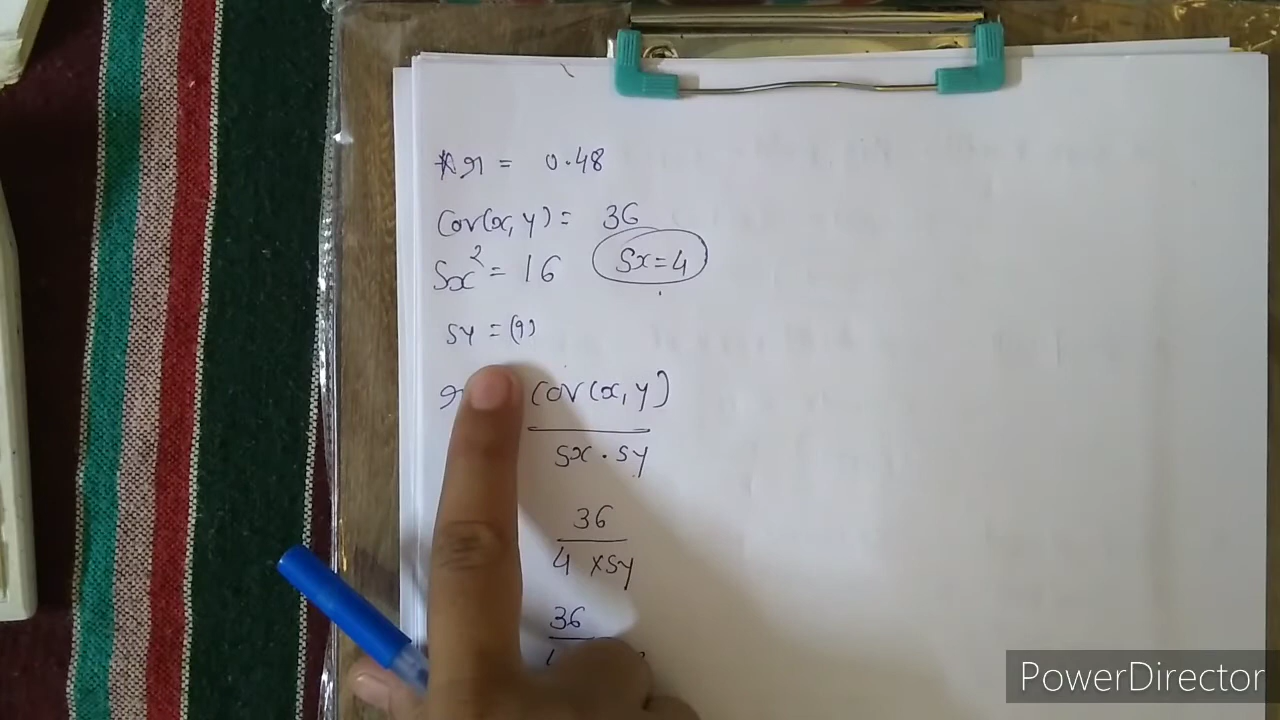 r = 0.48
Cov(x, y) = 36
Sx² = 16 Sx=4
Sy = (?)
r Cov(x, y)
Sx . Sy
36
4 x Sy
36
PowerDirector